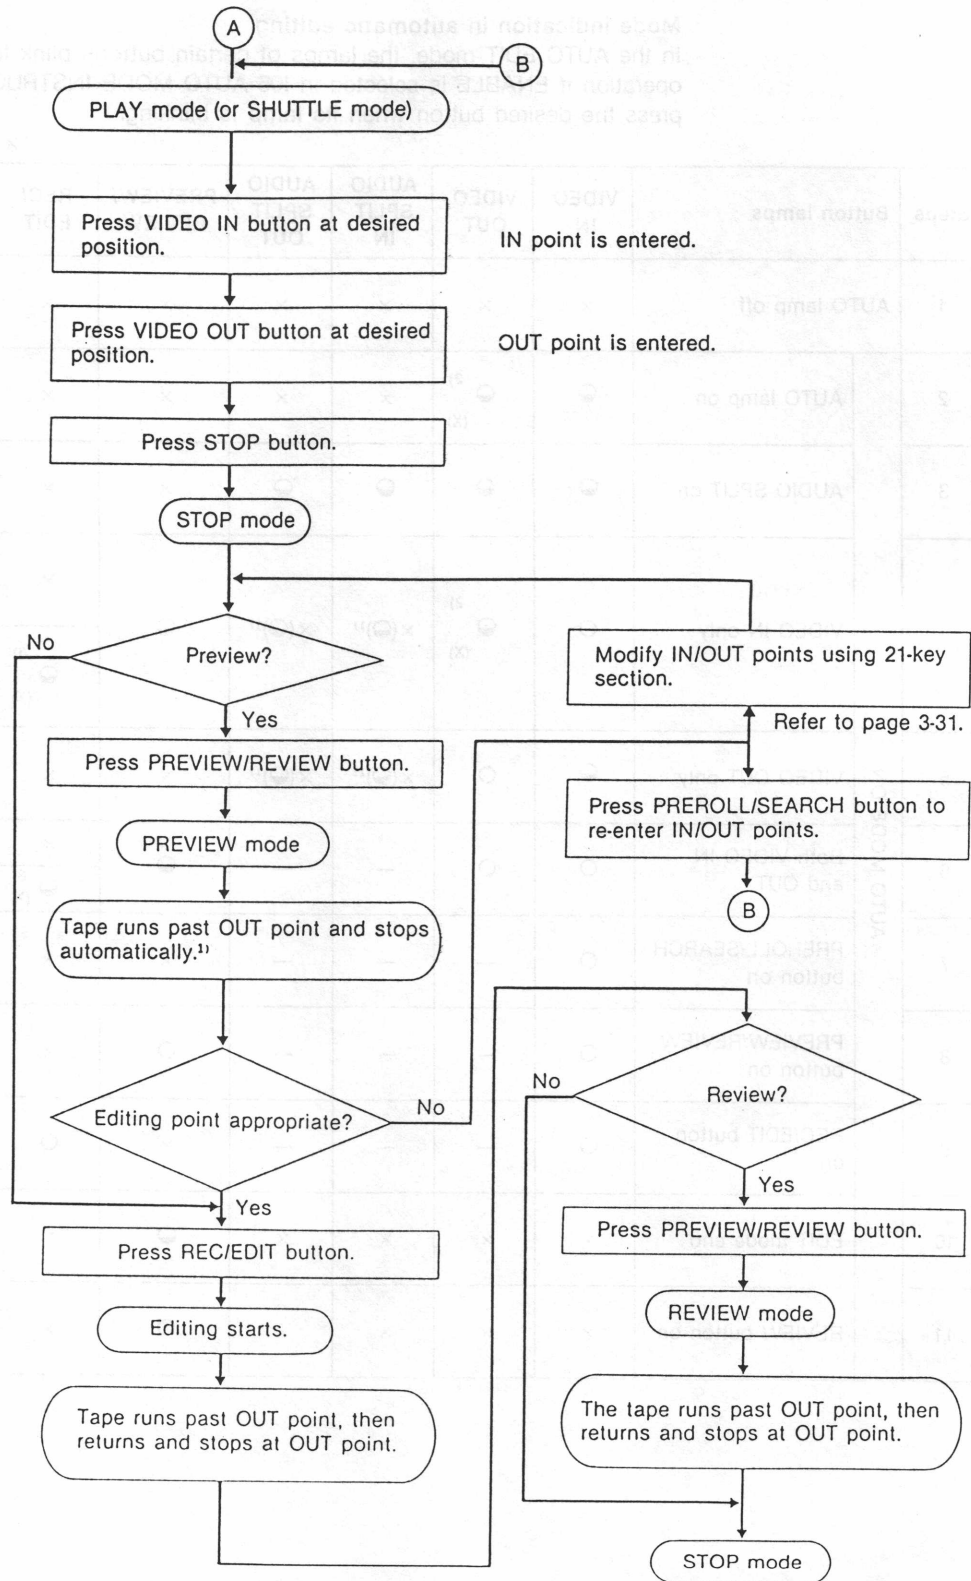 A
B
PLAY mode (or SHUTTLE mode)
Press VIDEO IN button at desired
position.
IN point is entered.
Press VIDEO OUT button at desired
position.
OUT point is entered.
Press STOP button.
STOP mode
No
Preview?
Yes
Modify IN/OUT points using 21-key
section.
Refer to page 3-31.
Press PREVIEW/REVIEW button.
Press PREROLL/SEARCH button to
re-enter IN/OUT points.
PREVIEW mode
B
Tape runs past OUT point and stops
automatically.¹⁾
Editing point appropriate?
No
Yes
No
Review?
Yes
Press REC/EDIT button.
Press PREVIEW/REVIEW button.
Editing starts.
REVIEW mode
Tape runs past OUT point, then
returns and stops at OUT point.
The tape runs past OUT point, then
returns and stops at OUT point.
STOP mode